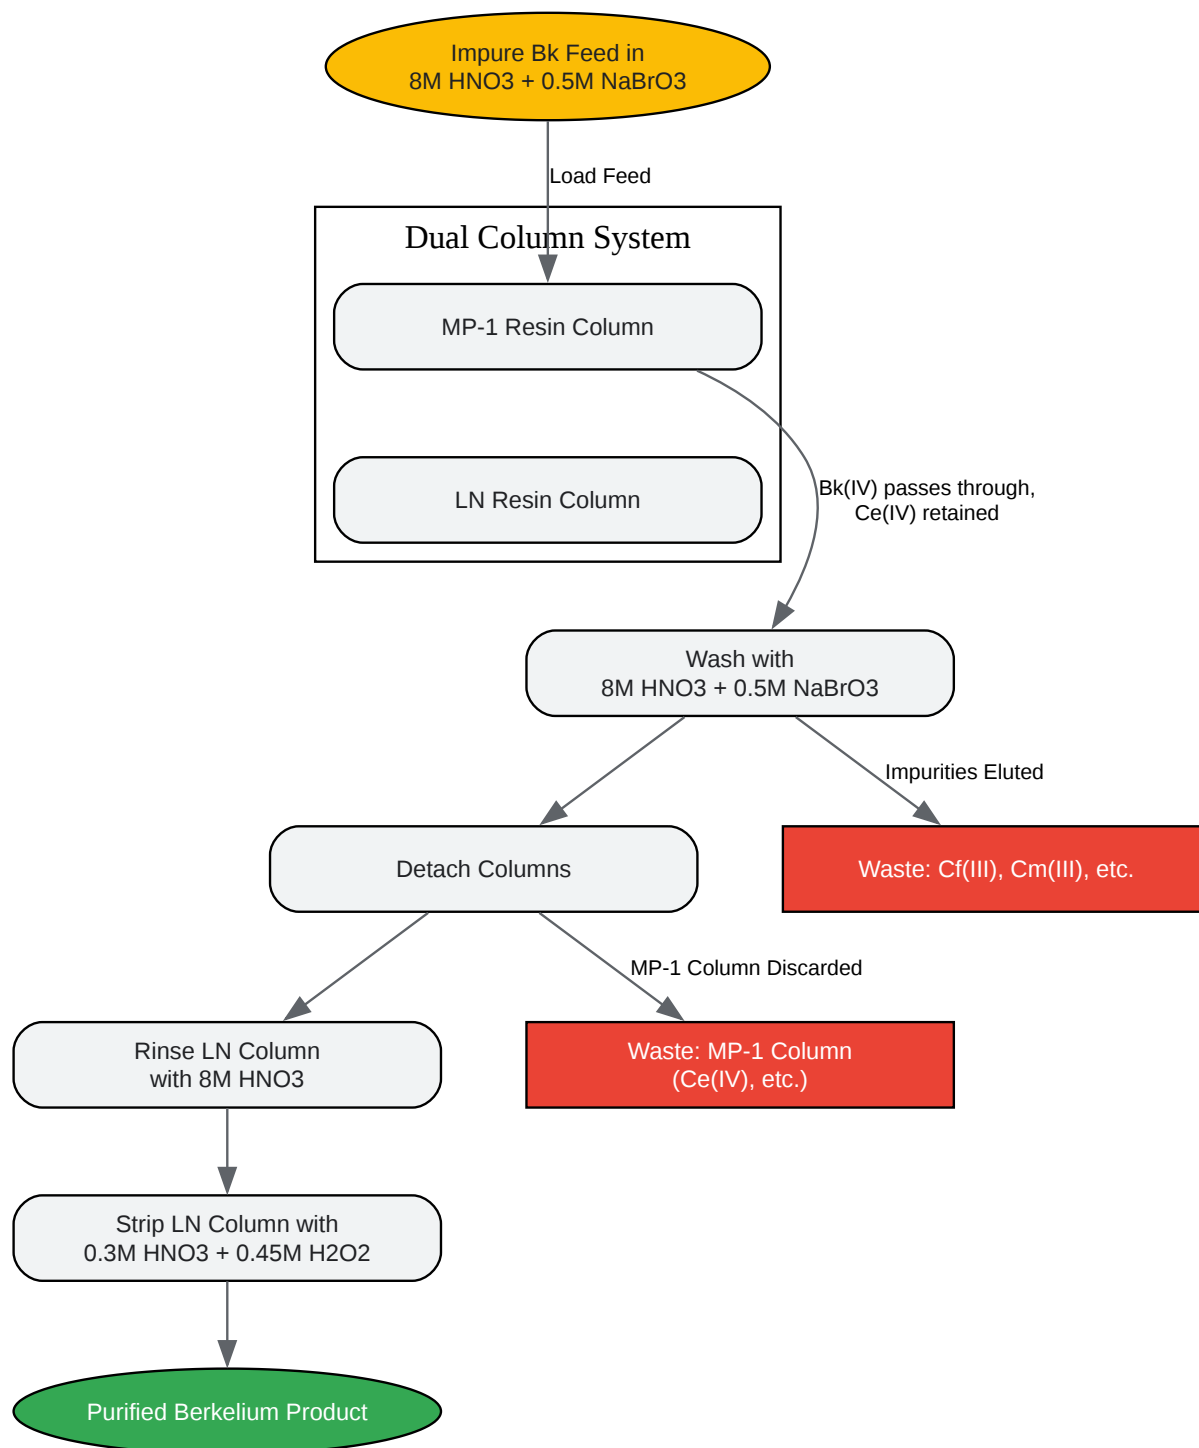 Impure Bk Feed in
8M HNO3 + 0.5M NaBrO3
Load Feed
Dual Column System
MP-1 Resin Column
LN Resin Column
Bk(IV) passes through,
Ce(IV) retained
Wash with
8M HNO3 + 0.5M NaBrO3
Impurities Eluted
Detach Columns
Waste: Cf(III), Cm(III), etc.
MP-1 Column Discarded
Rinse LN Column
with 8M HNO3
Waste: MP-1 Column
(Ce(IV), etc.)
Strip LN Column with
0.3M HNO3 + 0.45M H2O2
Purified Berkelium Product